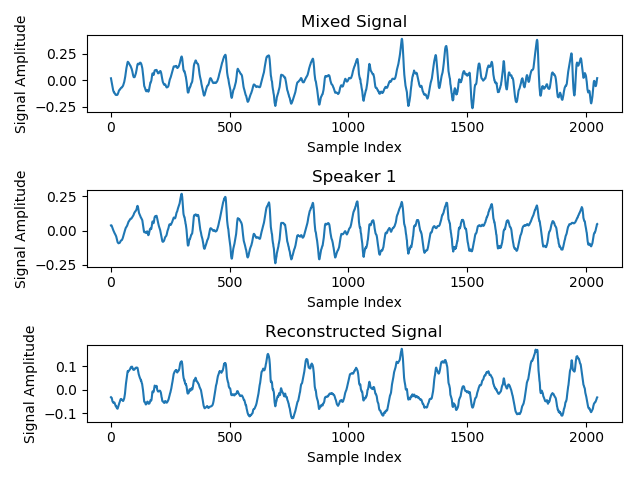 Mixed Signal
Signal Amplitude
0.25
0.00
−0.25
0 500 1000 1500 2000
Sample Index
Speaker 1
Signal Amplitude
0.25
0.00
−0.25
0 500 1000 1500 2000
Sample Index
Reconstructed Signal
Signal Amplitude
0.1
0.0
−0.1
0 500 1000 1500 2000
Sample Index